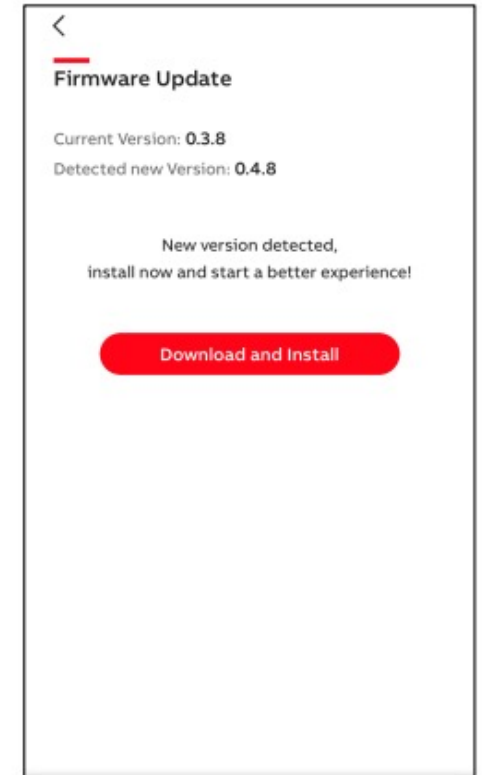 Firmware Update
Current Version: 0.3.8
Detected new Version: 0.4.8
New version detected,
install now and start a better experience!
Download and Install